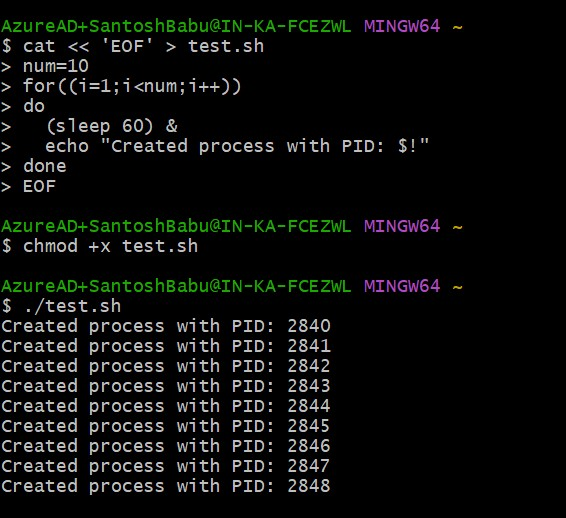 AzureAD+SantoshBabu@IN-KA-FCEZWL MINGW64 ~
$ cat << 'EOF' > test.sh
> num=10
> for((i=1;i<num;i++))
> do
>   (sleep 60) &
>   echo "Created process with PID: $!"
> done
> EOF

AzureAD+SantoshBabu@IN-KA-FCEZWL MINGW64 ~
$ chmod +x test.sh

AzureAD+SantoshBabu@IN-KA-FCEZWL MINGW64 ~
$ ./test.sh
Created process with PID: 2840
Created process with PID: 2841
Created process with PID: 2842
Created process with PID: 2843
Created process with PID: 2844
Created process with PID: 2845
Created process with PID: 2846
Created process with PID: 2847
Created process with PID: 2848